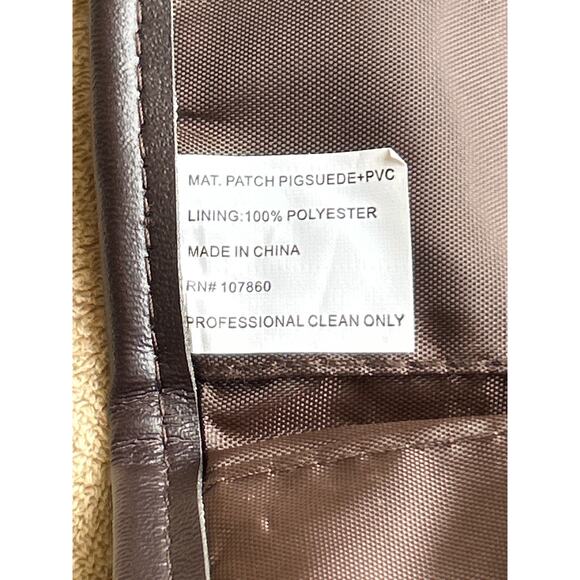 MAT. PATCH PIGSUEDE+PVC
LINING:100% POLYESTER
MADE IN CHINA
RN# 107860
PROFESSIONAL CLEAN ONLY